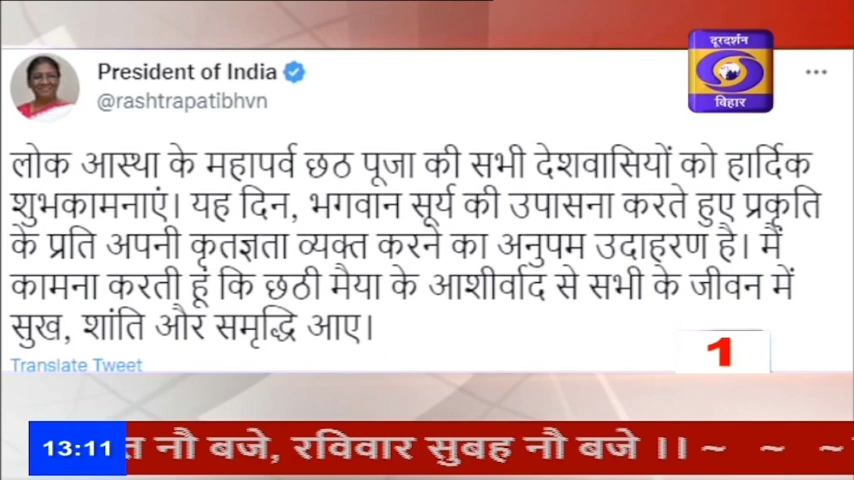 दूरदर्शन
बिहार
President of India
@rashtrapatibhvn
लोक आस्था के महापर्व छठ पूजा की सभी देशवासियों को हार्दिक
शुभकामनाएं। यह दिन, भगवान सूर्य की उपासना करते हुए प्रकृति
के प्रति अपनी कृतज्ञता व्यक्त करने का अनुपम उदाहरण है। मैं
कामना करती हूं कि छठी मैया के आशीर्वाद से सभी के जीवन में
सुख, शांति और समृद्धि आए।
Translate Tweet
1
13:11 नौ बजे, रविवार सुबह नौ बजे ।। ~ ~ ~